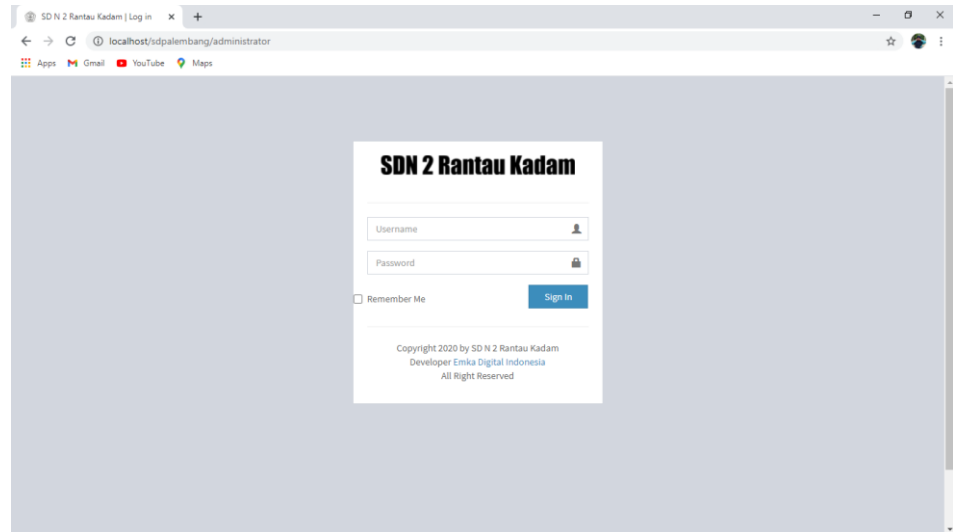 SD N 2 Rantau Kadam | Log in
localhost/sdpalembang/administrator
Apps Gmail YouTube Maps
SDN 2 Rantau Kadam
Username
Password
Remember Me Sign In
Copyright 2020 by SD N 2 Rantau Kadam
Developer Emka Digital Indonesia
All Right Reserved